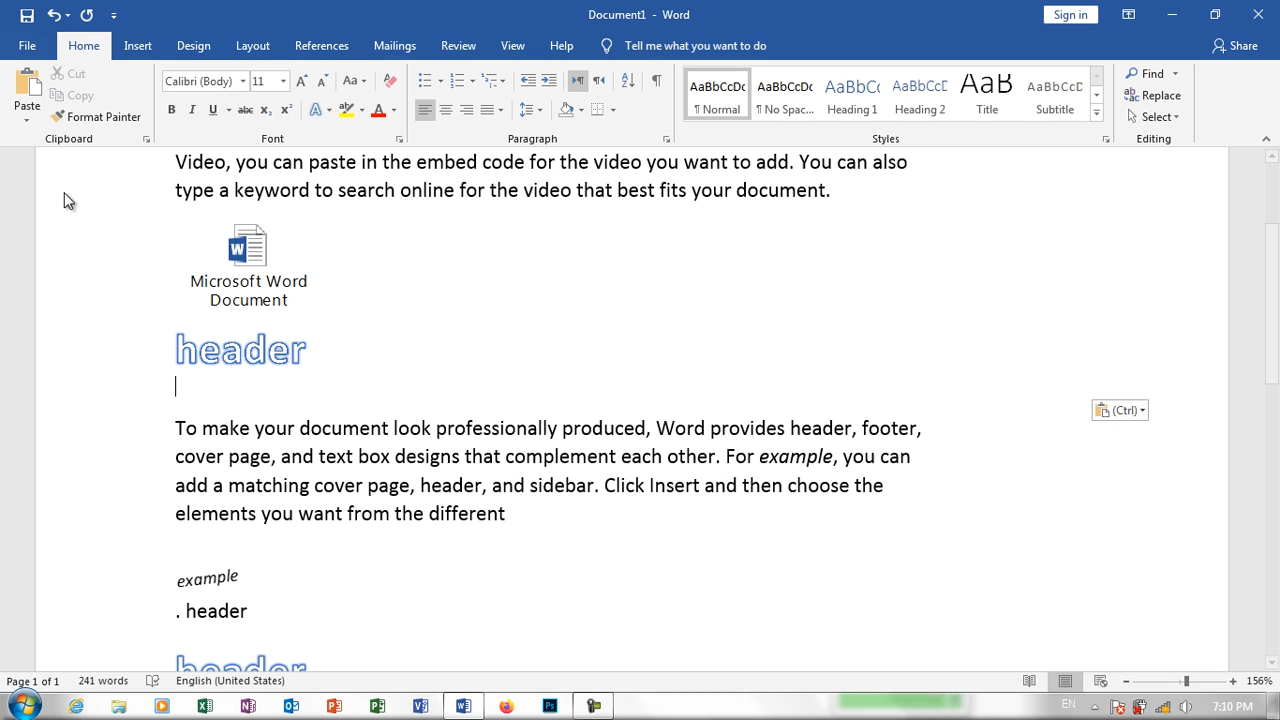 Document1 - Word
Sign in
File Home Insert Design Layout References Mailings Review View Help Tell me what you want to do Share
Paste
Cut
Copy
Format Painter
Clipboard
Calibri (Body) 11
Aa
B I U abc x2 x2 A A
Font
Paragraph
AaBbCcDc AaBbCcDc AaBbCc AaBbCcD AaB AaBbCcD
¶ Normal ¶ No Spac... Heading 1 Heading 2 Title Subtitle
Styles
Find
Replace
Select
Editing
Video, you can paste in the embed code for the video you want to add. You can also
type a keyword to search online for the video that best fits your document.
W
Microsoft Word
Document
header
(Ctrl)
To make your document look professionally produced, Word provides header, footer,
cover page, and text box designs that complement each other. For example, you can
add a matching cover page, header, and sidebar. Click Insert and then choose the
elements you want from the different
example
. header
header
Page 1 of 1 241 words English (United States) 156%
EN 7:10 PM